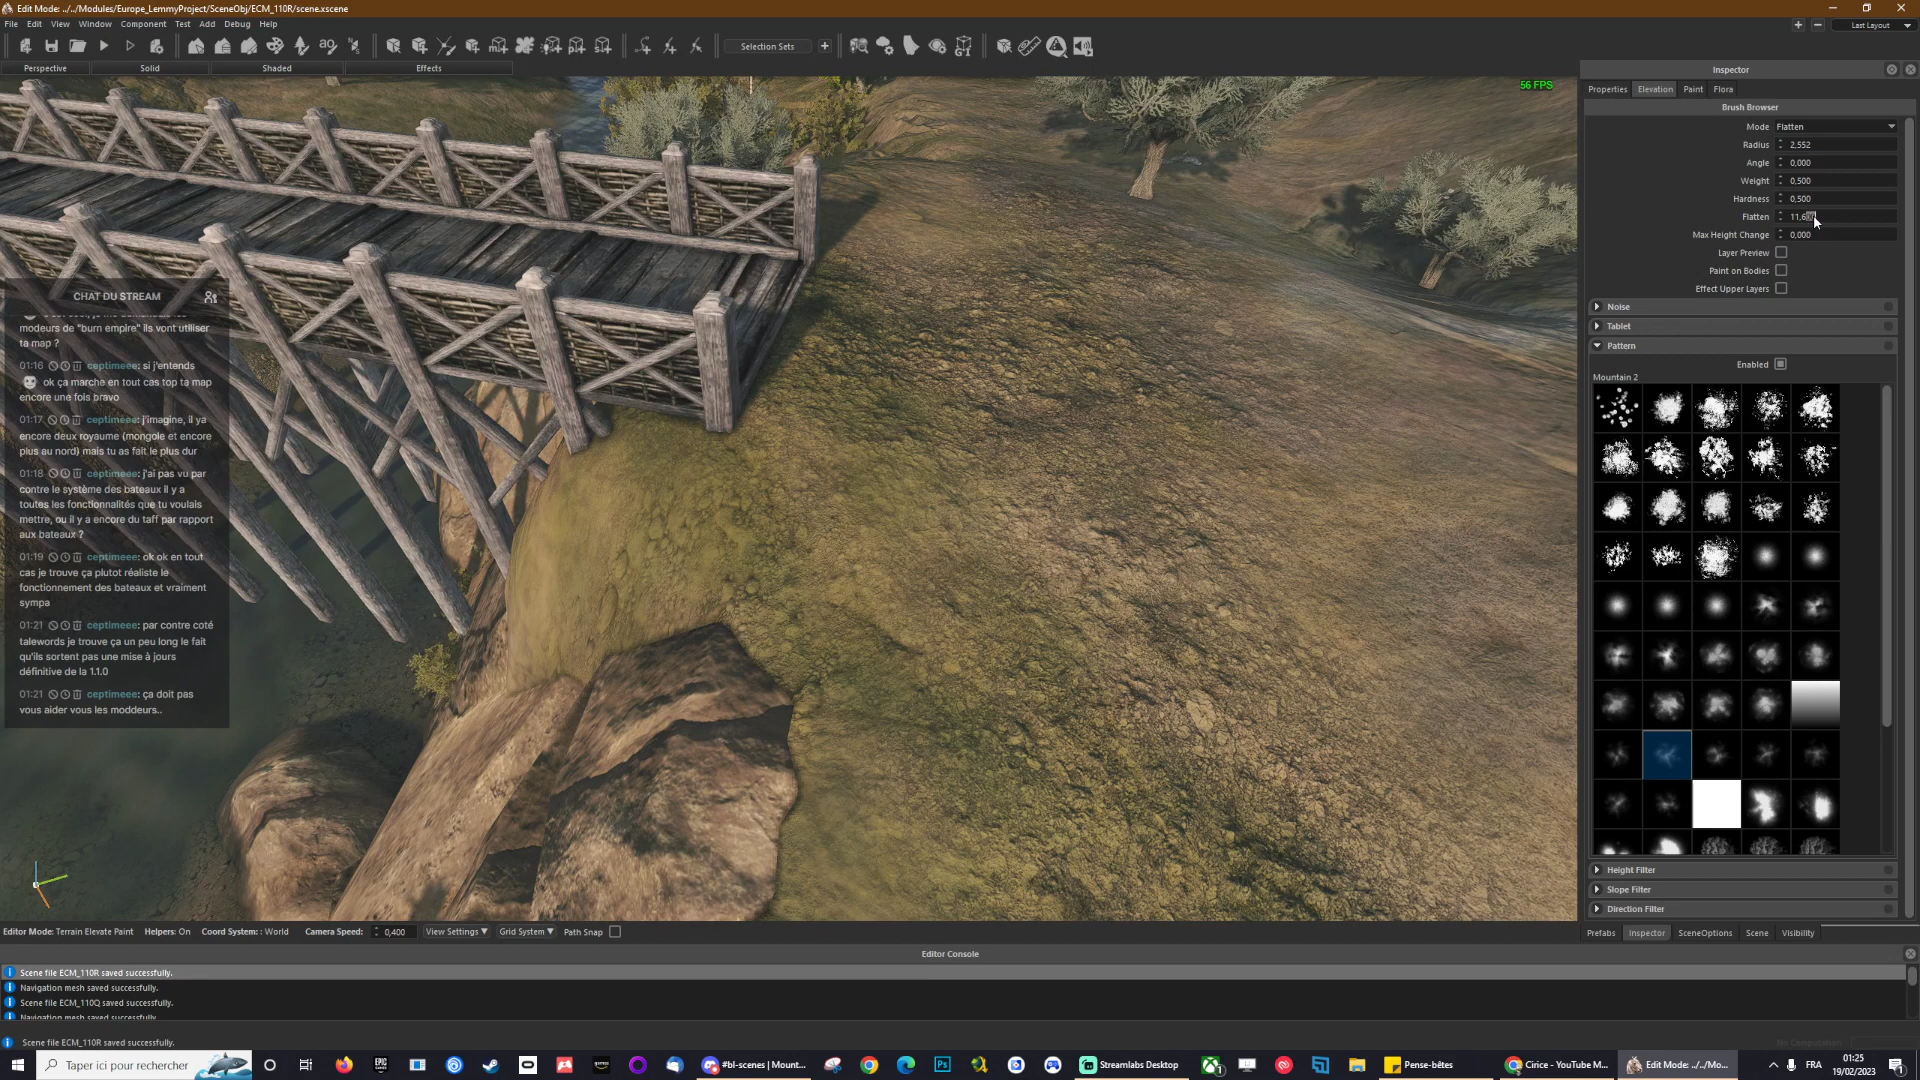 Edit Mode: ../../Modules/Europe_LemmyProject/SceneObj/ECM_110R/scene.xscene
File Edit View Window Component Test Add Debug Help
Last Layout
Selection Sets
Perspective Solid Shaded Effects
56 FPS
Inspector
Properties Elevation Paint Flora
Brush Browser
Mode Flatten
Radius 2,552
Angle 0,000
Weight 0,500
Hardness 0,500
Flatten 11,6
Max Height Change 0,000
Layer Preview
Paint on Bodies
Effect Upper Layers
Noise
Tablet
Pattern
Enabled
Mountain 2
Height Filter
Slope Filter
Direction Filter
Prefabs Inspector SceneOptions Scene Visibility
CHAT DU STREAM
modeurs de "burn empire" ils vont utiliser
ta map ?
01:16 ceptimeee: si j'entends
ok ça marche en tout cas top ta map
encore une fois bravo
01:17 ceptimeee: j'imagine, il ya
encore deux royaume (mongole et encore
plus au nord) mais tu as fait le plus dur
01:18 ceptimeee: j'ai pas vu par
contre le système des bateaux il y a
toutes les fonctionnalités que tu voulais
mettre, ou il y a encore du taff par rapport
aux bateaux ?
01:19 ceptimeee: ok ok en tout
cas je trouve ça plutot réaliste le
fonctionnement des bateaux et vraiment
sympa
01:21 ceptimeee: par contre coté
talewords je trouve ça un peu long le fait
qu'ils sortent pas une mise à jours
définitive de la 1.1.0
01:21 ceptimeee: ça doit pas
vous aider vous les moddeurs..
Editor Mode: Terrain Elevate Paint Helpers: On Coord System: : World Camera Speed: 0,400 View Settings Grid System Path Snap
Editor Console
Scene file ECM_110R saved successfully.
Navigation mesh saved successfully.
Scene file ECM_110Q saved successfully.
Navigation mesh saved successfully.
Scene file ECM_110R saved successfully.
No Computation
Taper ici pour rechercher
#bl-scenes | Mount...
Streamlabs Desktop
Pense-bêtes
Cirice - YouTube M...
Edit Mode: ../../Mo...
FRA
01:25
19/02/2023